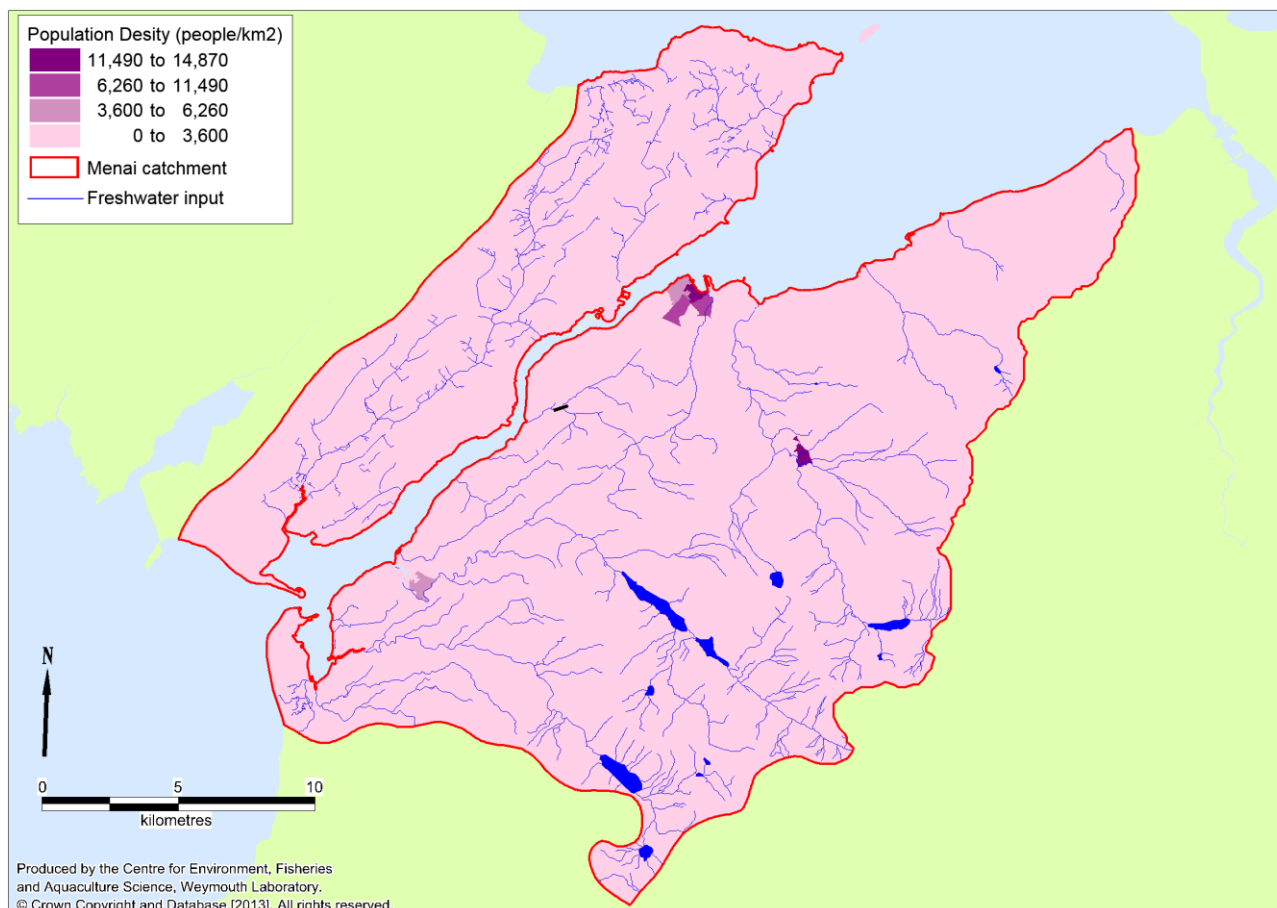 Population Desity (people/km2)
11,490 to 14,870
6,260 to 11,490
3,600 to 6,260
0 to 3,600
Menai catchment
Freshwater input
N
0 5 10
kilometres
Produced by the Centre for Environment, Fisheries
and Aquaculture Science, Weymouth Laboratory.
© Crown Copyright and Database [2013]. All rights reserved